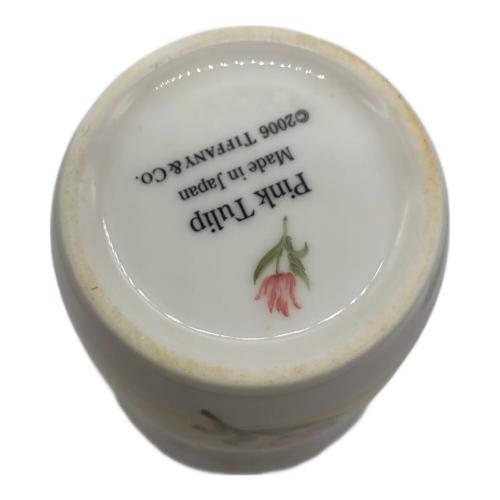 Pink Tulip
Made in Japan
©2006 TIFFANY & CO.